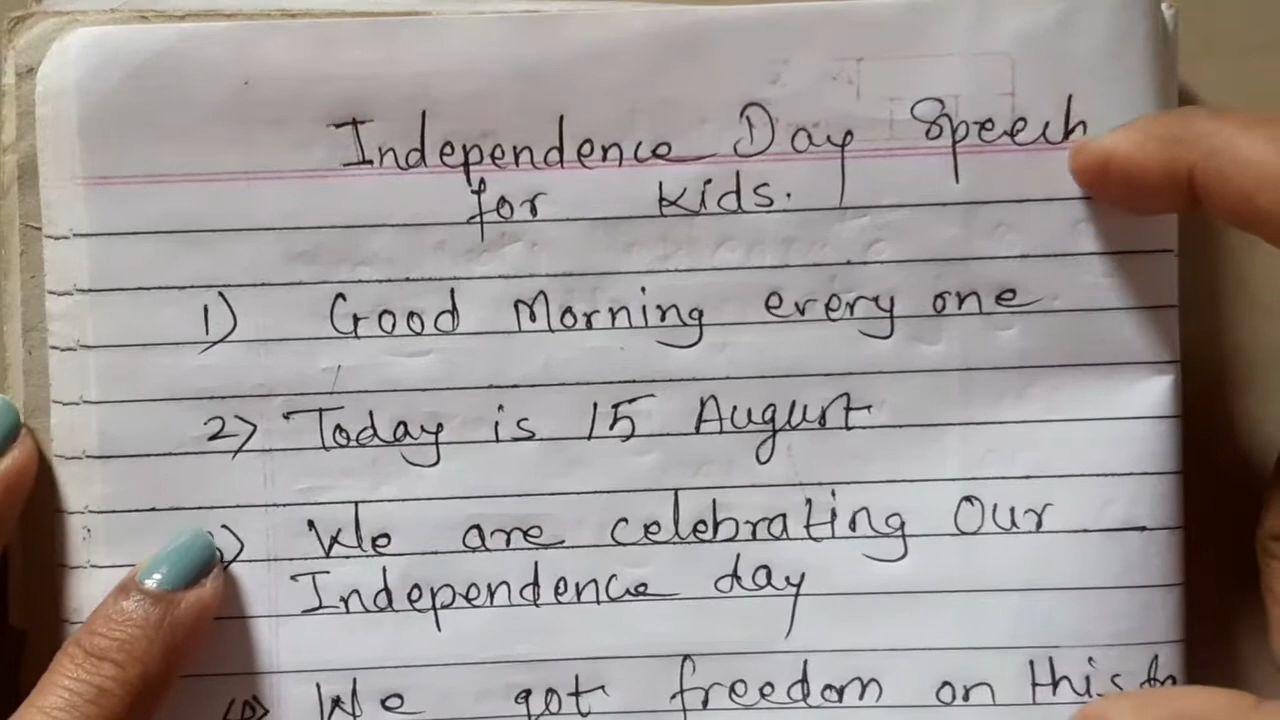 Independence Day Speech
for kids.
1) Good Morning every one
2) Today is 15 August
) We are celebrating Our
Independence day
We got freedom on this